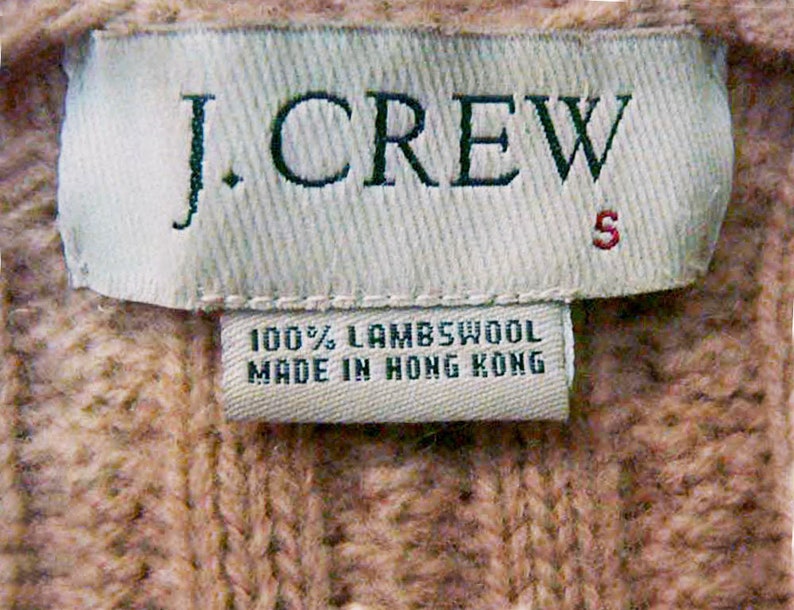 J.CREW
S
100% LAMBSWOOL
MADE IN HONG KONG